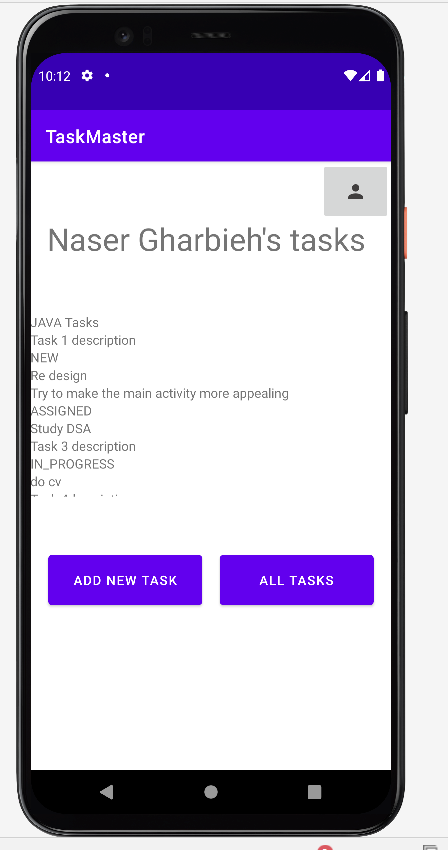 10:12
TaskMaster
Naser Gharbieh's tasks
JAVA Tasks
Task 1 description
NEW
Re design
Try to make the main activity more appealing
ASSIGNED
Study DSA
Task 3 description
IN_PROGRESS
do cv
ADD NEW TASK
ALL TASKS